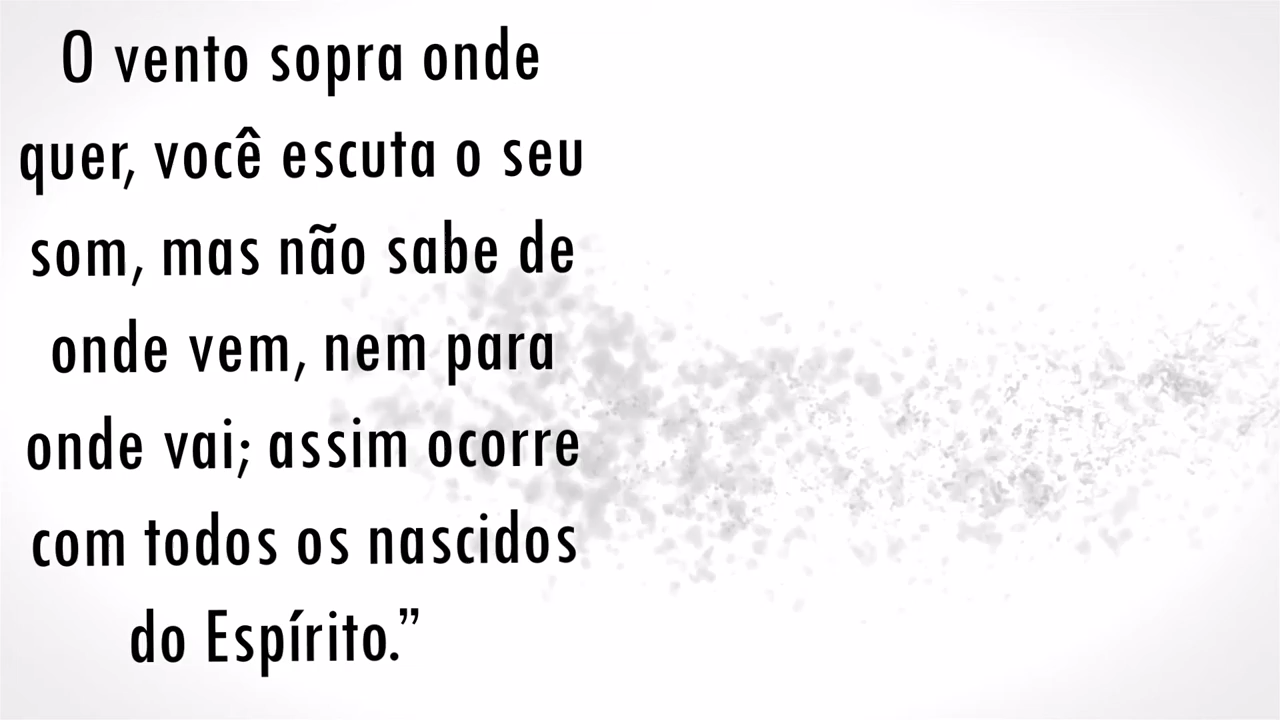 O vento sopra onde
quer, você escuta o seu
som, mas não sabe de
onde vem, nem para
onde vai; assim ocorre
com todos os nascidos
do Espírito.”